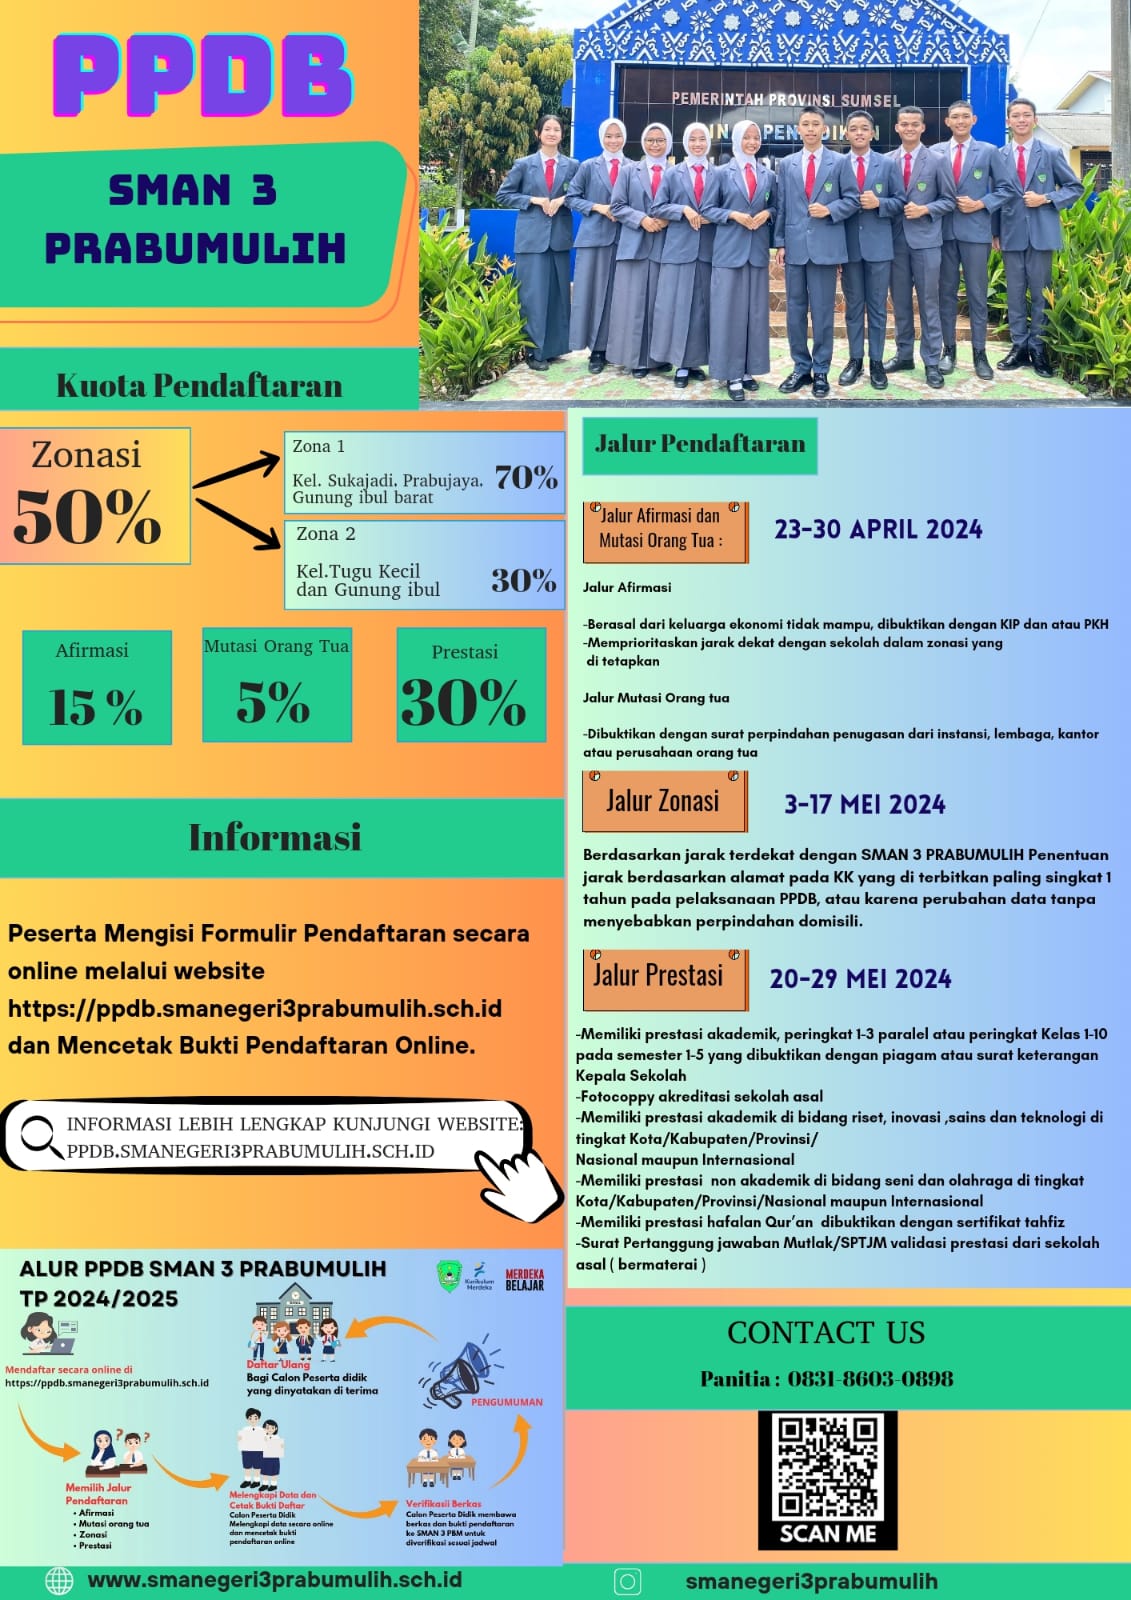 PPDB
SMAN 3
PRABUMULIH
PEMERINTAH PROVINSI SUMSEL
Kuota Pendaftaran
Zonasi
50%
Zona 1
Kel. Sukajadi, Prabujaya,
Gunung ibul barat
70%
Zona 2
Kel.Tugu Kecil
dan Gunung ibul
30%
Afirmasi
15 %
Mutasi Orang Tua
5%
Prestasi
30%
Informasi
Peserta Mengisi Formulir Pendaftaran secara
online melalui website
https://ppdb.smanegeri3prabumulih.sch.id
dan Mencetak Bukti Pendaftaran Online.
INFORMASI LEBIH LENGKAP KUNJUNGI WEBSITE:
PPDB.SMANEGERI3PRABUMULIH.SCH.ID
ALUR PPDB SMAN 3 PRABUMULIH
TP 2024/2025
Kurikulum
Merdeka
MERDEKA
BELAJAR
Mendaftar secara online di
https://ppdb.smanegeri3prabumulih.sch.id
Memilih Jalur
Pendaftaran
• Afirmasi
• Mutasi orang tua
• Zonasi
• Prestasi
Melengkapi Data dan
Cetak Bukti Daftar
Calon Peserta Didik
Melengkapi data secara online
dan mencetak bukti
pendaftaran online
Verifikasii Berkas
Calon Peserta Didik membawa
berkas dan bukti pendaftaran
ke SMAN 3 PBM untuk
diverifikasi sesuai jadwal
PENGUMUMAN
Daftar Ulang
Bagi Calon Peserta didik
yang dinyatakan di terima
Jalur Pendaftaran
Jalur Afirmasi dan
Mutasi Orang Tua :
23-30 APRIL 2024
Jalur Afirmasi
-Berasal dari keluarga ekonomi tidak mampu, dibuktikan dengan KIP dan atau PKH
-Memprioritaskan jarak dekat dengan sekolah dalam zonasi yang
di tetapkan
Jalur Mutasi Orang tua
-Dibuktikan dengan surat perpindahan penugasan dari instansi, lembaga, kantor
atau perusahaan orang tua
Jalur Zonasi
3-17 MEI 2024
Berdasarkan jarak terdekat dengan SMAN 3 PRABUMULIH Penentuan
jarak berdasarkan alamat pada KK yang di terbitkan paling singkat 1
tahun pada pelaksanaan PPDB, atau karena perubahan data tanpa
menyebabkan perpindahan domisili.
Jalur Prestasi
20-29 MEI 2024
-Memiliki prestasi akademik, peringkat 1-3 paralel atau peringkat Kelas 1-10
pada semester 1-5 yang dibuktikan dengan piagam atau surat keterangan
Kepala Sekolah
-Fotocoppy akreditasi sekolah asal
-Memiliki prestasi akademik di bidang riset, inovasi ,sains dan teknologi di
tingkat Kota/Kabupaten/Provinsi/
Nasional maupun Internasional
-Memiliki prestasi  non akademik di bidang seni dan olahraga di tingkat
Kota/Kabupaten/Provinsi/Nasional maupun Internasional
-Memiliki prestasi hafalan Qur'an  dibuktikan dengan sertifikat tahfiz
-Surat Pertanggung jawaban Mutlak/SPTJM validasi prestasi dari sekolah
asal ( bermaterai )
CONTACT US
Panitia : 0831-8603-0898
SCAN ME
www.smanegeri3prabumulih.sch.id
smanegeri3prabumulih